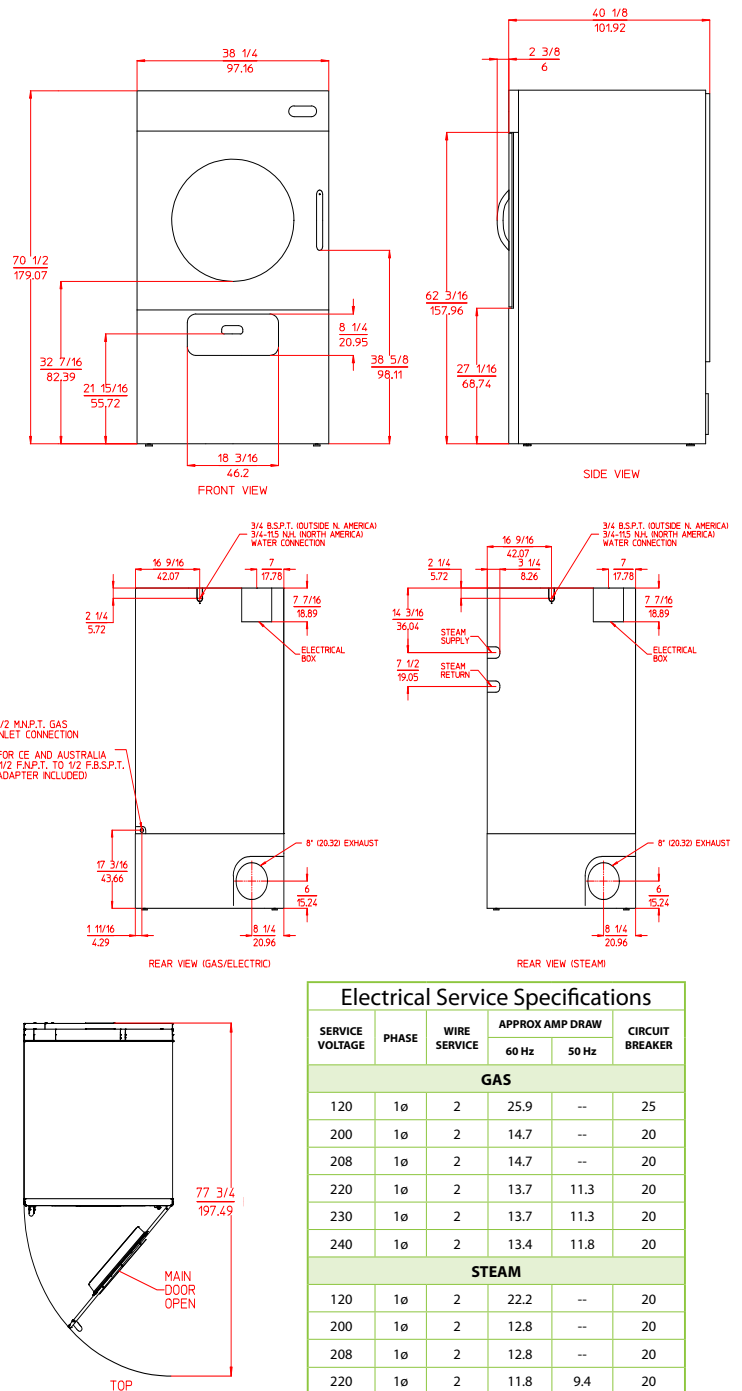 38 1/4
97.16
70 1/2
179.07
32 7/16
82.39
21 15/16
55.72
8 1/4
20.95
38 5/8
98.11
18 3/16
46.2
FRONT VIEW
40 1/8
101.92
2 3/8
6
62 3/16
157.96
27 1/16
68.74
SIDE VIEW
3/4 B.S.P.T. (OUTSIDE N. AMERICA)
3/4-11.5 N.H. (NORTH AMERICA)
WATER CONNECTION
16 9/16
42.07
7
17.78
2 1/4
5.72
7 7/16
18.89
ELECTRICAL
BOX
1/2 M.N.P.T. GAS
INLET CONNECTION
FOR CE AND AUSTRALIA
1/2 F.N.P.T. TO 1/2 F.B.S.P.T.
ADAPTER INCLUDED)
17 3/16
43.66
8" (20.32) EXHAUST
6
15.24
1 11/16
4.29
8 1/4
20.96
REAR VIEW (GAS/ELECTRIC)
3/4 B.S.P.T. (OUTSIDE N. AMERICA)
3/4-11.5 N.H. (NORTH AMERICA)
WATER CONNECTION
16 9/16
42.07
2 1/4
5.72
3 1/4
8.26
7
17.78
14 3/16
36.04
7 7/16
18.89
STEAM
SUPPLY
7 1/2
19.05
STEAM
RETURN
ELECTRICAL
BOX
8" (20.32) EXHAUST
6
15.24
8 1/4
20.96
REAR VIEW (STEAM)
77 3/4
197.49
MAIN
DOOR
OPEN
TOP
Electrical Service Specifications
SERVICE VOLTAGE PHASE WIRE SERVICE APPROX AMP DRAW CIRCUIT BREAKER
60 Hz 50 Hz
GAS
120 1ø 2 25.9 -- 25
200 1ø 2 14.7 -- 20
208 1ø 2 14.7 -- 20
220 1ø 2 13.7 11.3 20
230 1ø 2 13.7 11.3 20
240 1ø 2 13.4 11.8 20
STEAM
120 1ø 2 22.2 -- 20
200 1ø 2 12.8 -- 20
208 1ø 2 12.8 -- 20
220 1ø 2 11.8 9.4 20